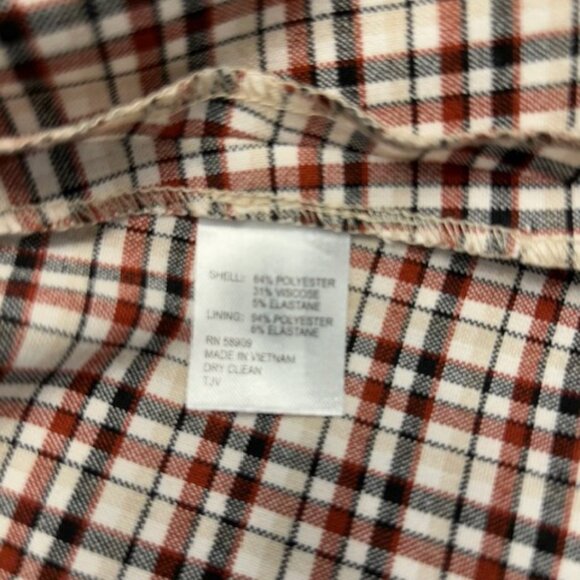 SHELL: 64% POLYESTER
31% VISCOSE
5% ELASTANE
LINING: 94% POLYESTER
6% ELASTANE
RN 58909
MADE IN VIETNAM
DRY CLEAN
TJV